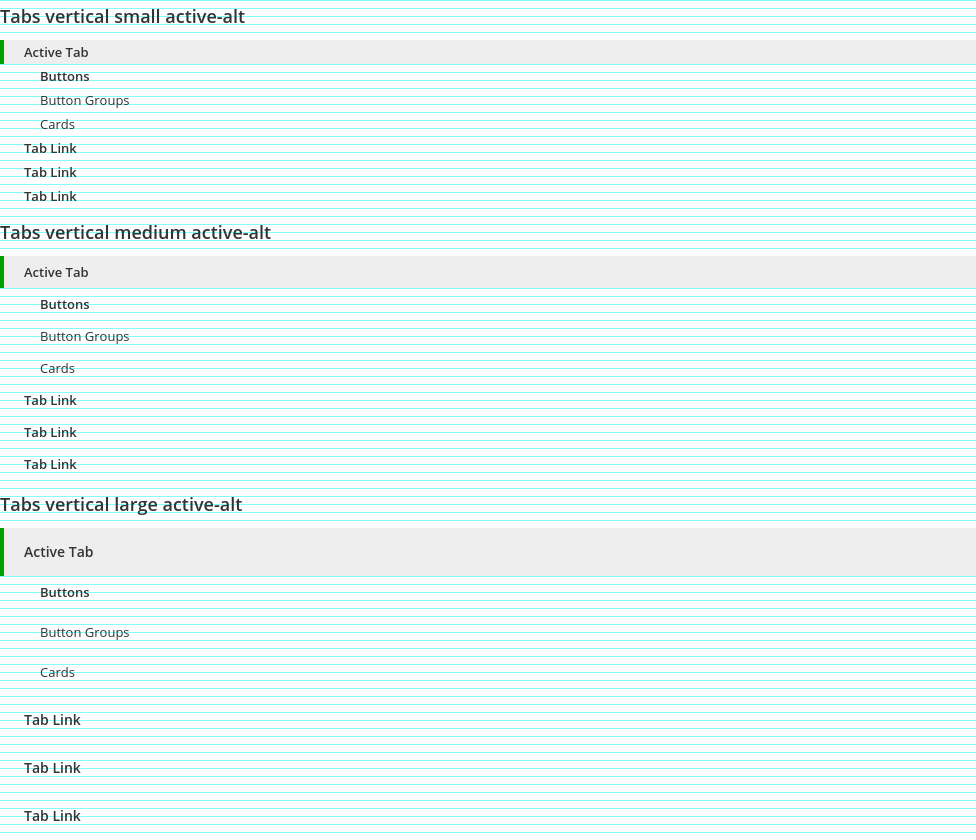 Tabs vertical small active-alt
Active Tab
Buttons
Button Groups
Cards
Tab Link
Tab Link
Tab Link
Tabs vertical medium active-alt
Active Tab
Buttons
Button Groups
Cards
Tab Link
Tab Link
Tab Link
Tabs vertical large active-alt
Active Tab
Buttons
Button Groups
Cards
Tab Link
Tab Link
Tab Link